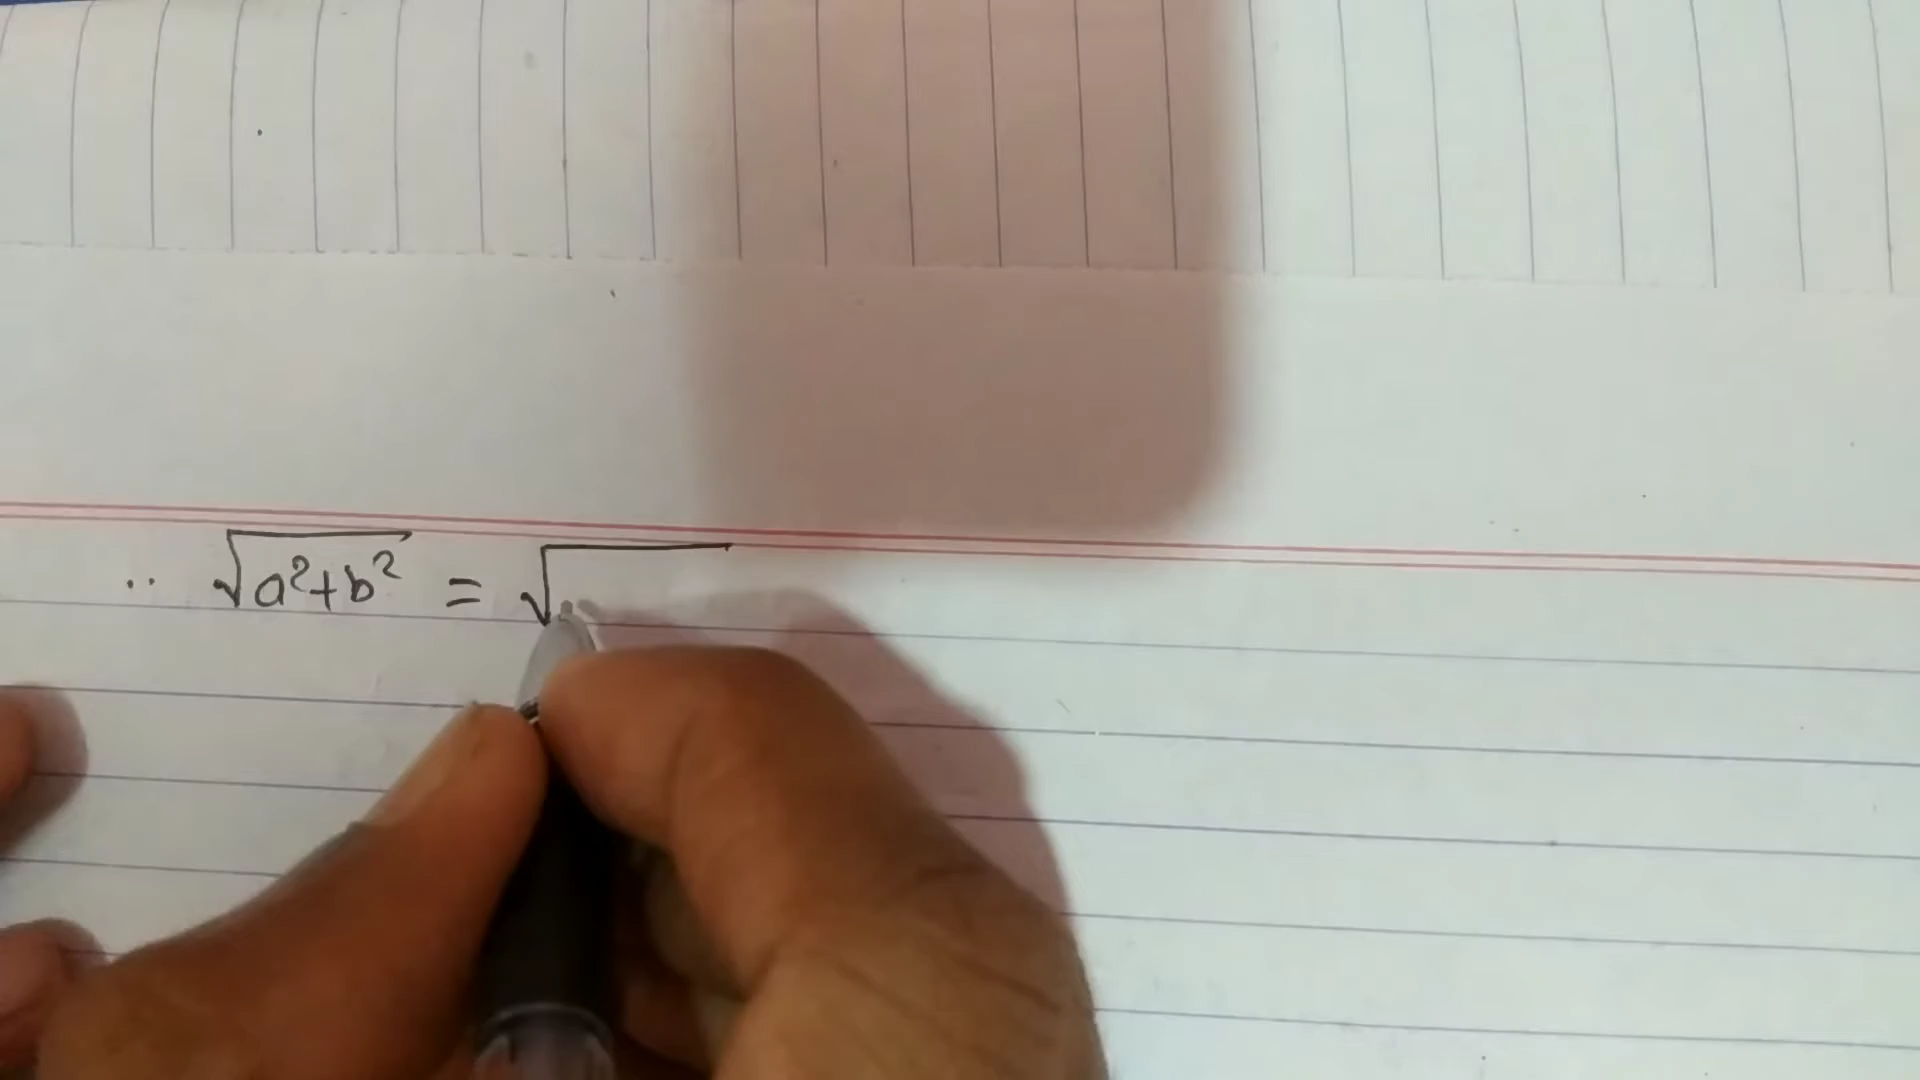 .. √a²+b² = √